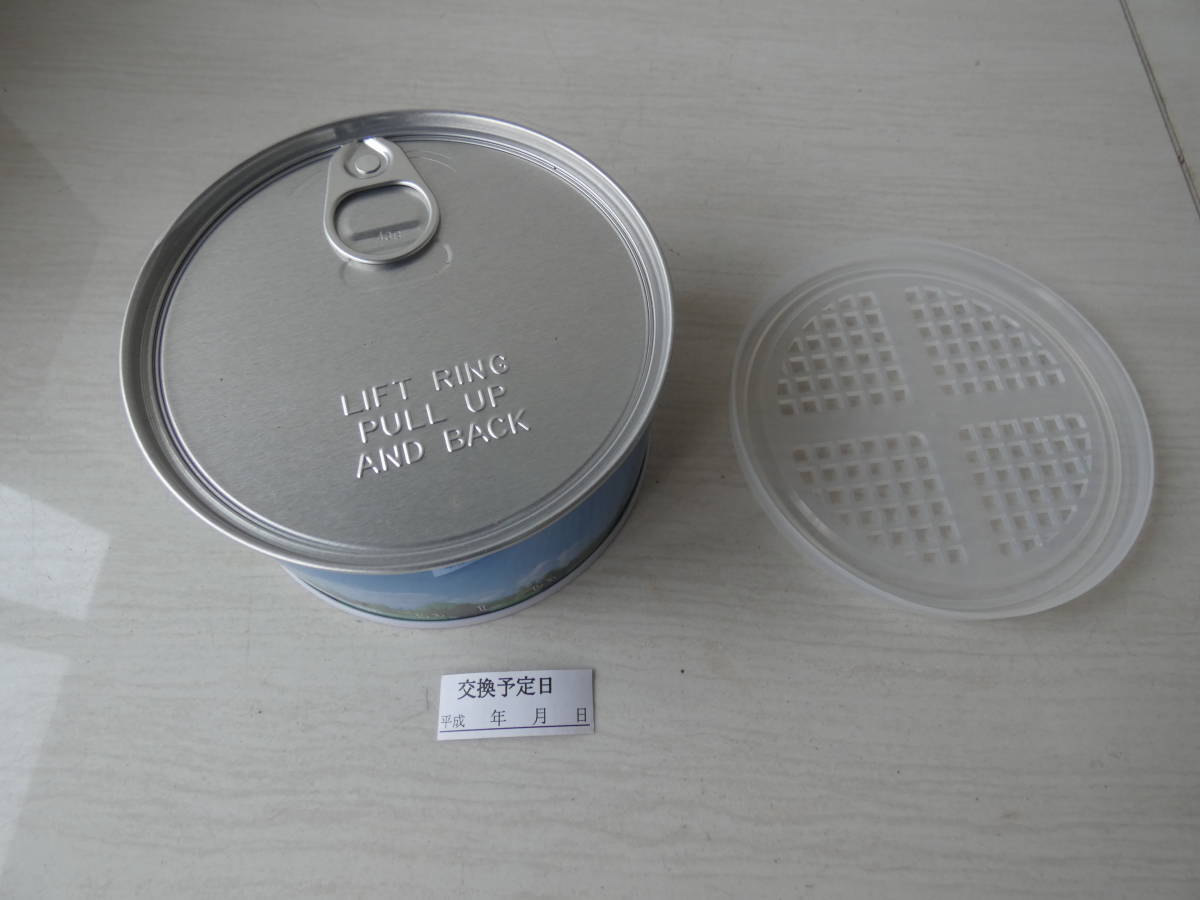 LIFT RING
PULL UP
AND BACK
交換予定日
平成 年 月 日